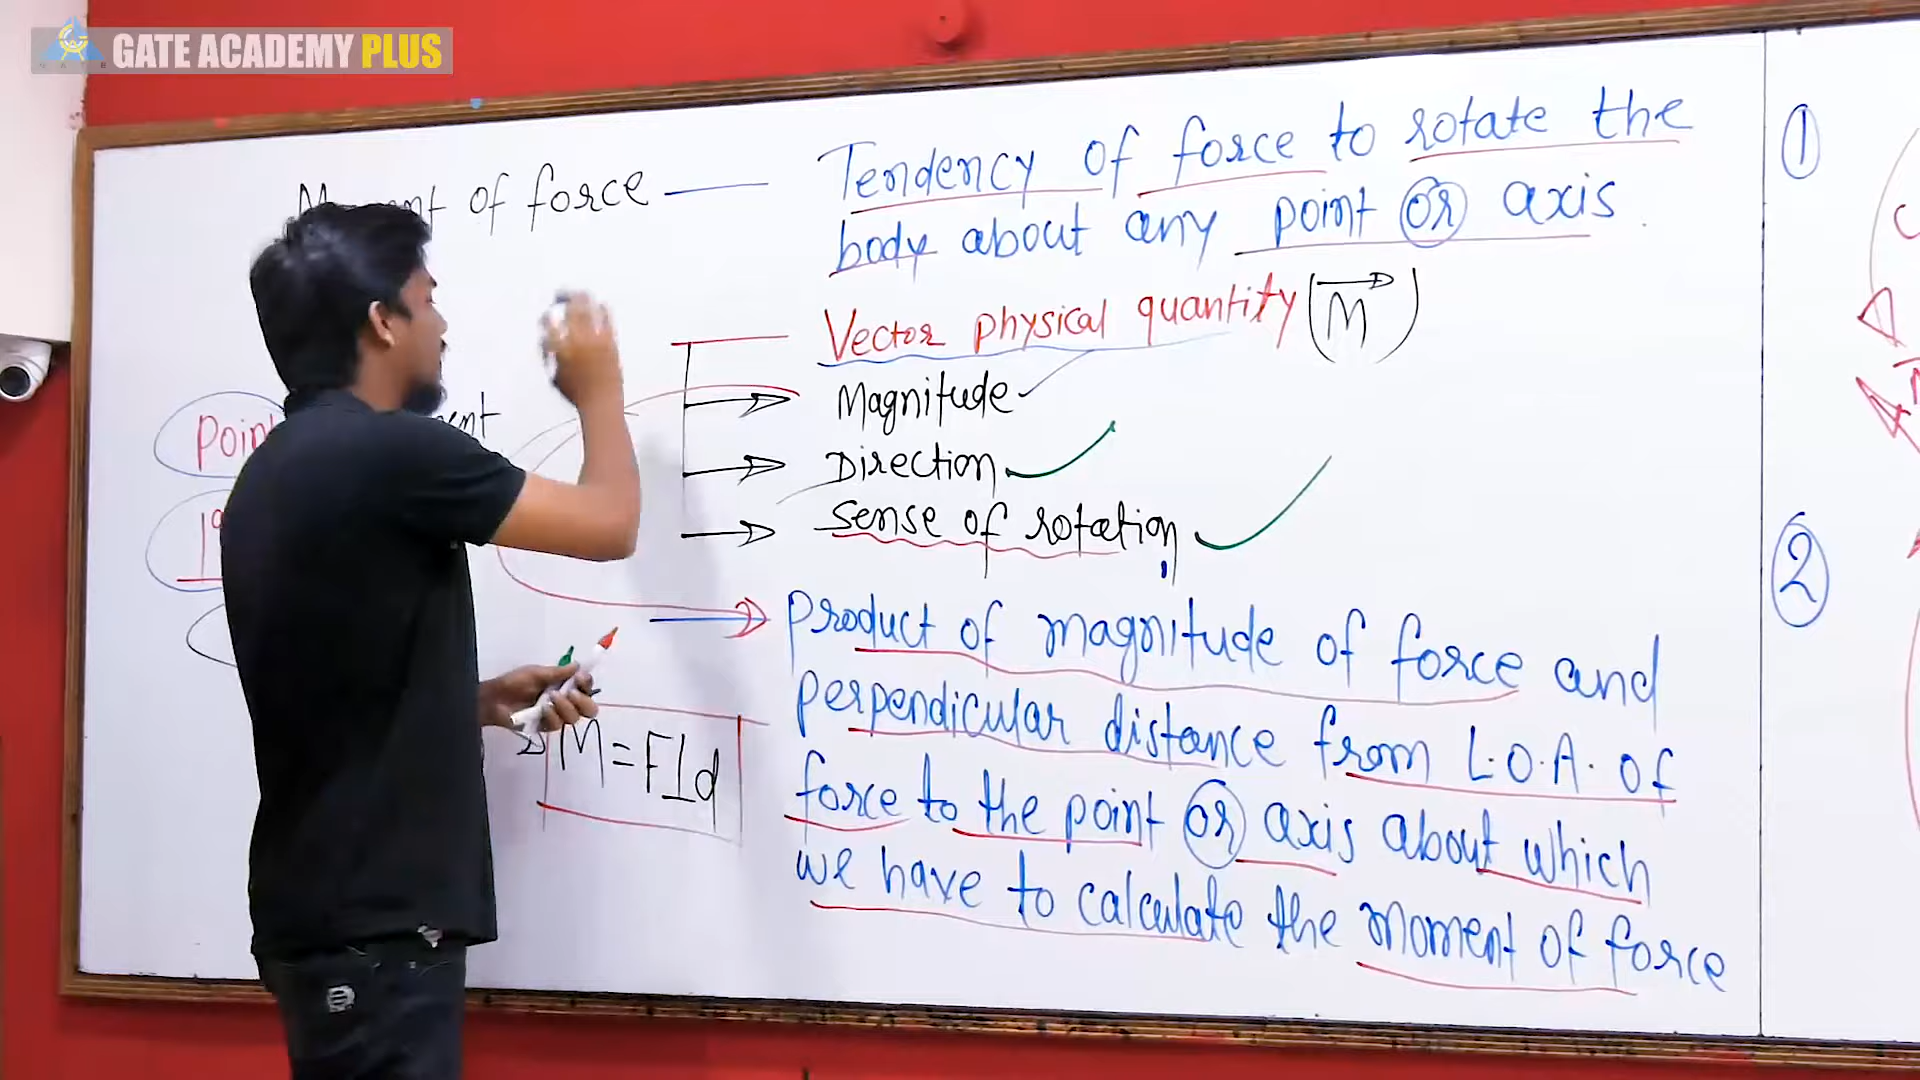 GATE ACADEMY PLUS
of force
Tendency of force to rotate the
body about any point or axis.
Vector physical quantity (M)
Magnitude
Direction
Sense of rotation
product of magnitude of force and
perpendicular distance from L.O.A. of
force to the point or axis about which
we have to calculate the moment of force
M = F⊥d
1
2